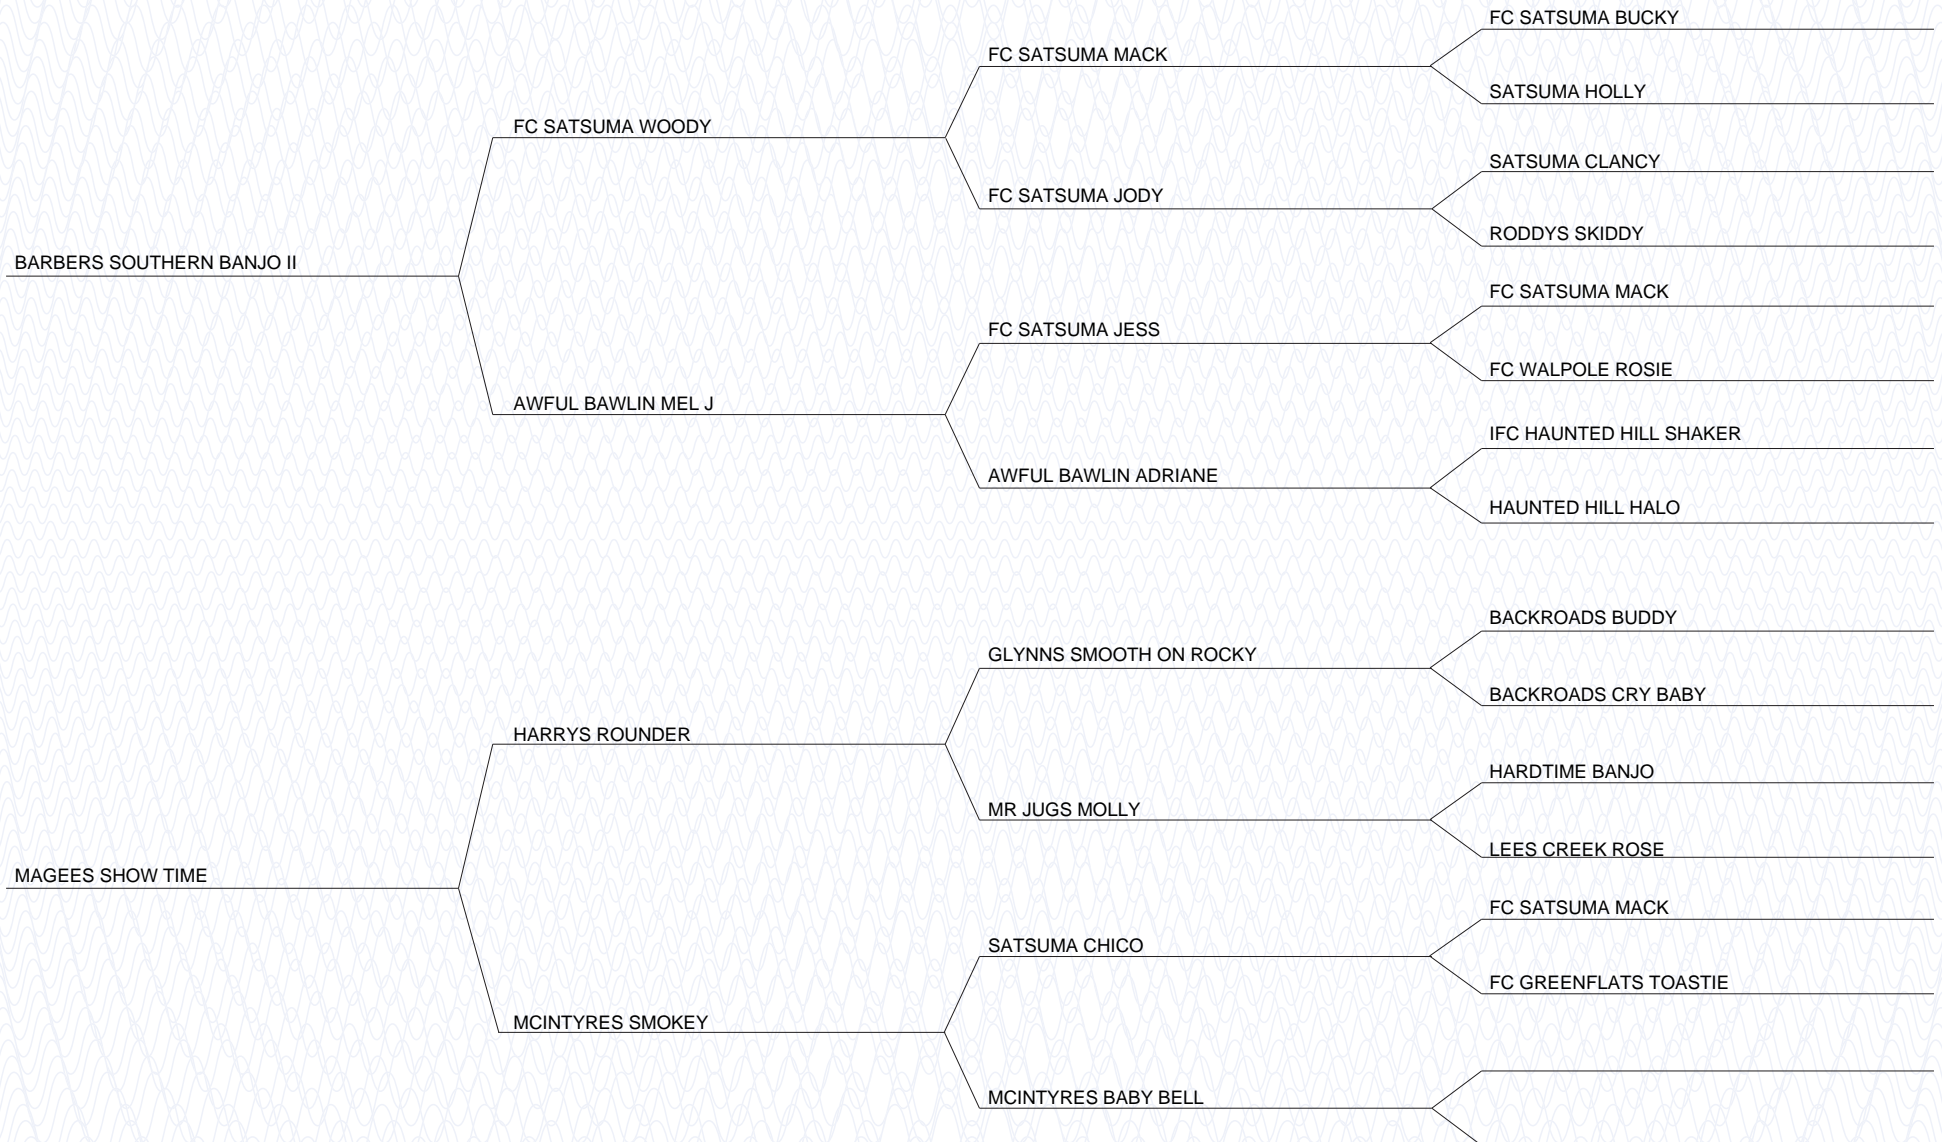 FC SATSUMA BUCKY
FC SATSUMA MACK
SATSUMA HOLLY
FC SATSUMA WOODY
SATSUMA CLANCY
FC SATSUMA JODY
RODDYS SKIDDY
BARBERS SOUTHERN BANJO II
FC SATSUMA MACK
FC SATSUMA JESS
FC WALPOLE ROSIE
AWFUL BAWLIN MEL J
IFC HAUNTED HILL SHAKER
AWFUL BAWLIN ADRIANE
HAUNTED HILL HALO
BACKROADS BUDDY
GLYNNS SMOOTH ON ROCKY
BACKROADS CRY BABY
HARRYS ROUNDER
HARDTIME BANJO
MR JUGS MOLLY
LEES CREEK ROSE
MAGEES SHOW TIME
FC SATSUMA MACK
SATSUMA CHICO
FC GREENFLATS TOASTIE
MCINTYRES SMOKEY
MCINTYRES BABY BELL